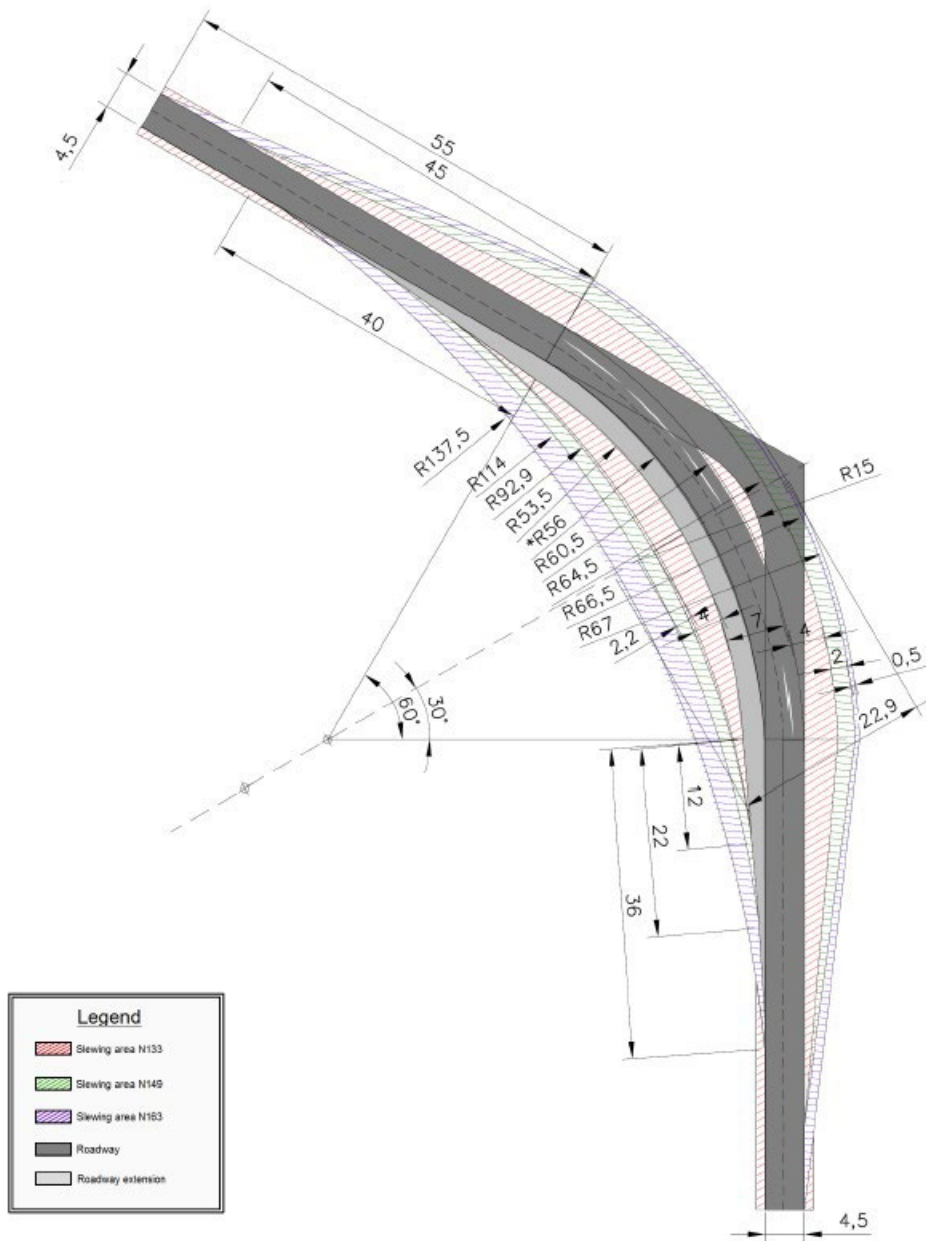 55
45
4,5
40
R137,5
R114
R92,9
R53,5
*R56
R60,5
R64,5
R66,5
R67
2,2
R15
4
7
4
2
0,5
22,9
60°
30°
12
22
36
4,5
Legend
Slewing area N133
Slewing area N149
Slewing area N163
Roadway
Roadway extension